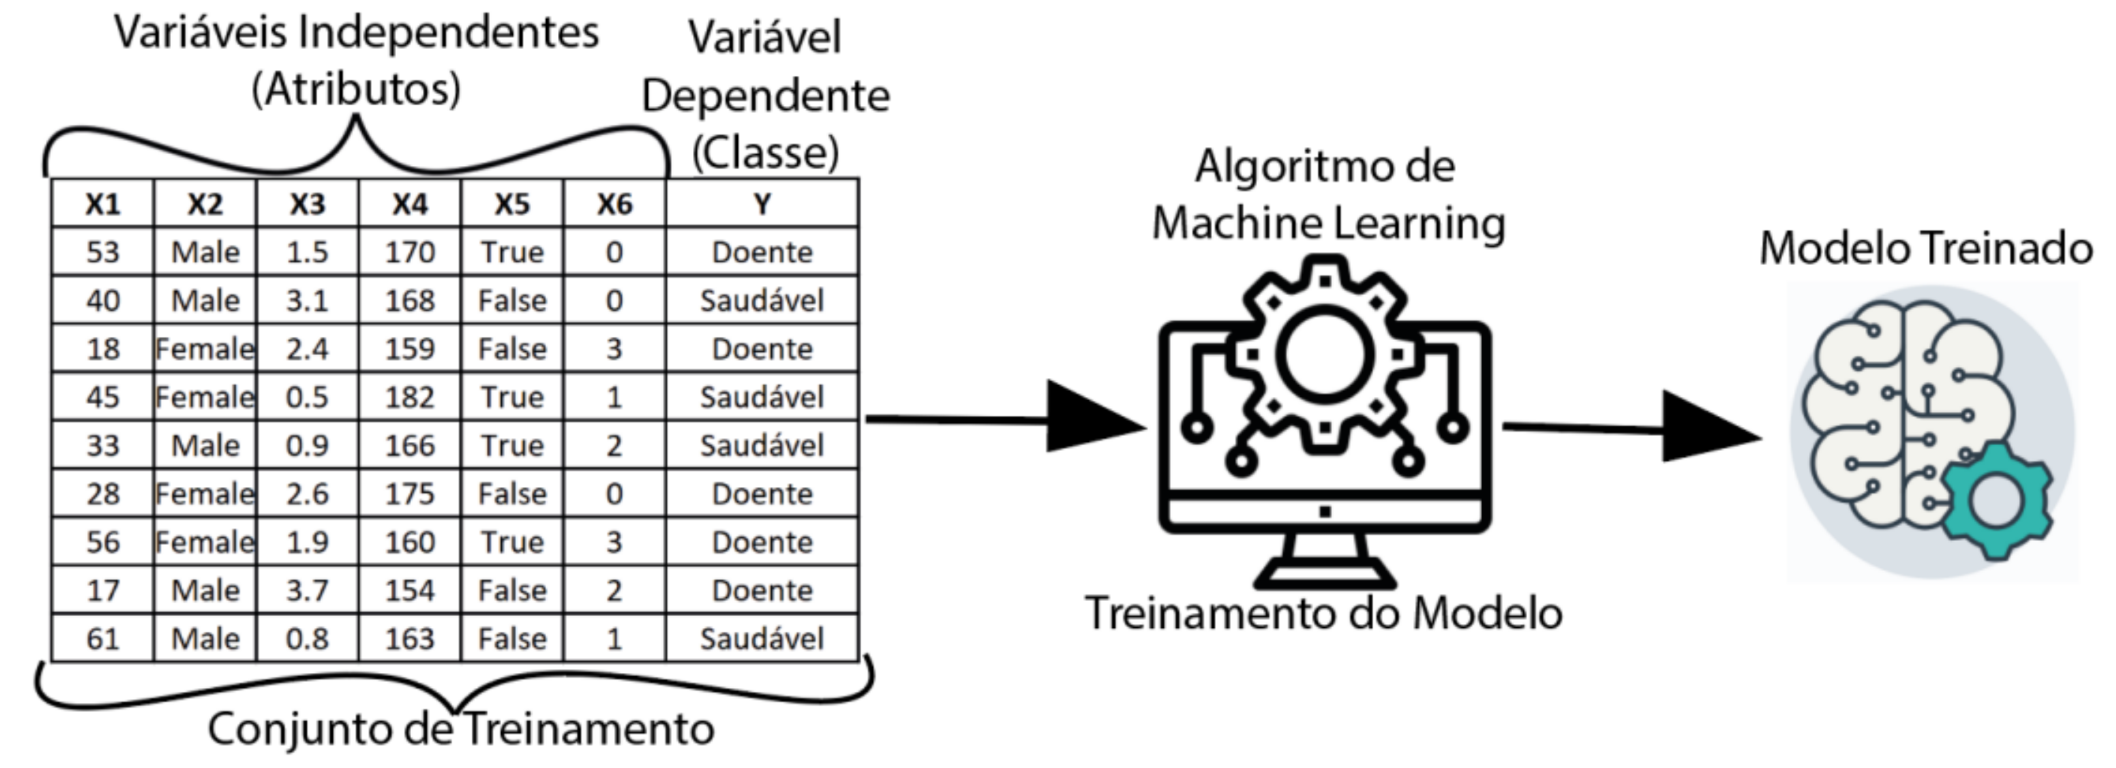 Variáveis Independentes
(Atributos)
Variável
Dependente
(Classe)
X1 X2 X3 X4 X5 X6 Y
53 Male 1.5 170 True 0 Doente
40 Male 3.1 168 False 0 Saudável
18 Female 2.4 159 False 3 Doente
45 Female 0.5 182 True 1 Saudável
33 Male 0.9 166 True 2 Saudável
28 Female 2.6 175 False 0 Doente
56 Female 1.9 160 True 3 Doente
17 Male 3.7 154 False 2 Doente
61 Male 0.8 163 False 1 Saudável
Conjunto de Treinamento
Algoritmo de
Machine Learning
Treinamento do Modelo
Modelo Treinado